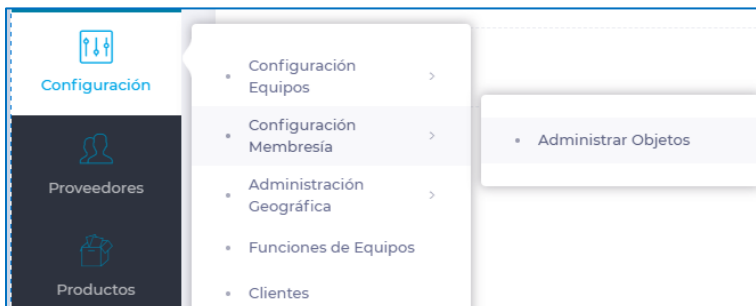 Configuración
Proveedores
Productos
Configuración
Equipos
Configuración
Membresía
Administración
Geográfica
Funciones de Equipos
Clientes
Administrar Objetos